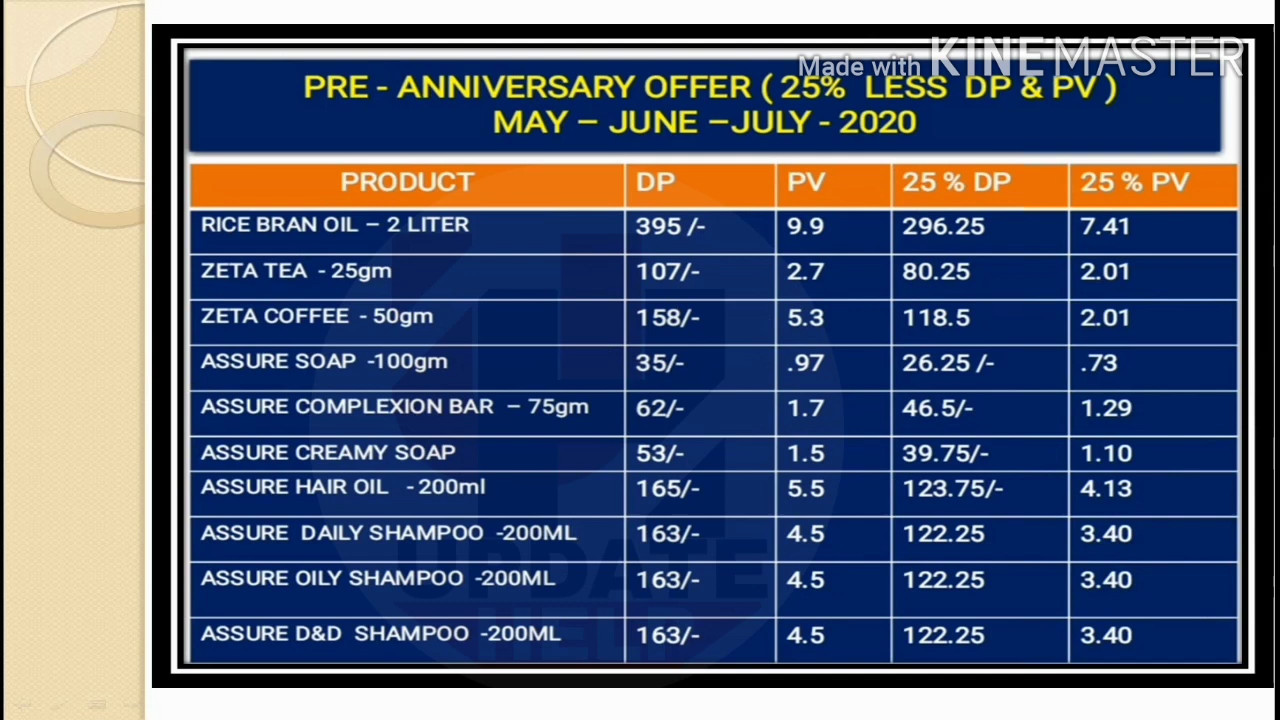 Made with KINEMASTER
PRE - ANNIVERSARY OFFER ( 25% LESS DP & PV )
MAY – JUNE –JULY - 2020
PRODUCT DP PV 25 % DP 25 % PV
RICE BRAN OIL – 2 LITER 395 /- 9.9 296.25 7.41
ZETA TEA - 25gm 107/- 2.7 80.25 2.01
ZETA COFFEE - 50gm 158/- 5.3 118.5 2.01
ASSURE SOAP -100gm 35/- .97 26.25 /- .73
ASSURE COMPLEXION BAR – 75gm 62/- 1.7 46.5/- 1.29
ASSURE CREAMY SOAP 53/- 1.5 39.75/- 1.10
ASSURE HAIR OIL - 200ml 165/- 5.5 123.75/- 4.13
ASSURE DAILY SHAMPOO -200ML 163/- 4.5 122.25 3.40
ASSURE OILY SHAMPOO -200ML 163/- 4.5 122.25 3.40
ASSURE D&D SHAMPOO -200ML 163/- 4.5 122.25 3.40
UPDATE
HELP